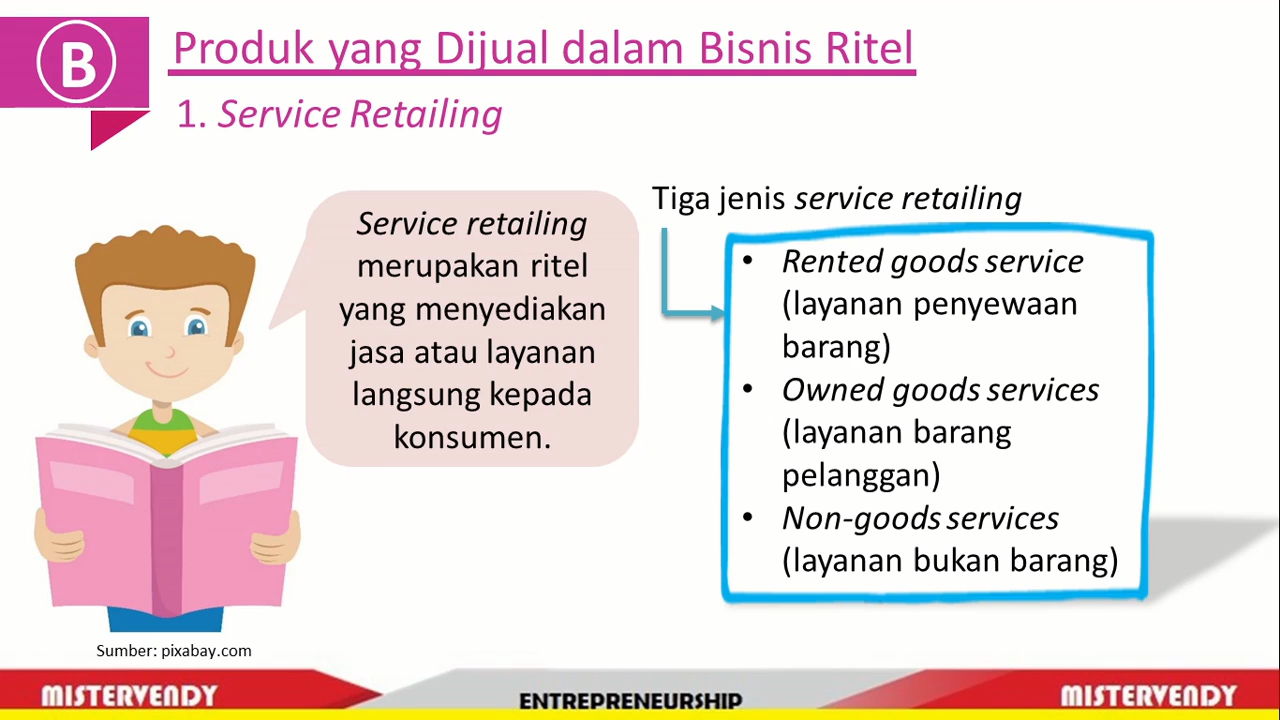 B
Produk yang Dijual dalam Bisnis Ritel
1. Service Retailing
Service retailing
merupakan ritel
yang menyediakan
jasa atau layanan
langsung kepada
konsumen.
Tiga jenis service retailing
• Rented goods service
(layanan penyewaan
barang)
• Owned goods services
(layanan barang
pelanggan)
• Non-goods services
(layanan bukan barang)
Sumber: pixabay.com
MISTERVENDY
ENTREPRENEURSHIP
MISTERVENDY